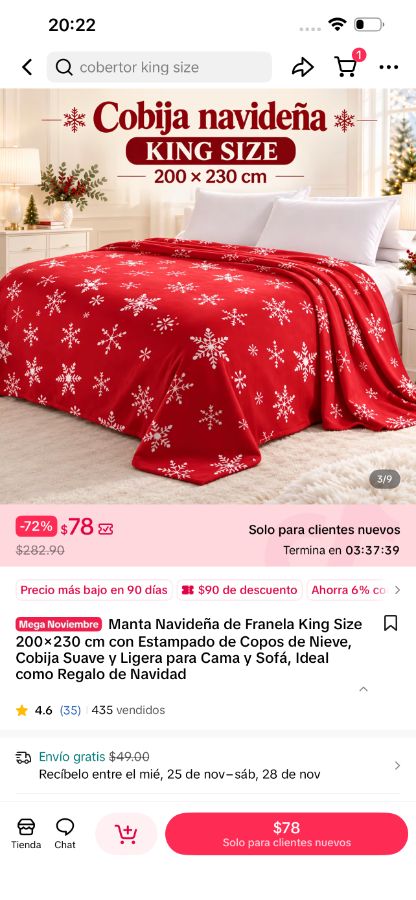 20:22
cobertor king size
1
Cobija navideña
KING SIZE
200 × 230 cm
3/9
-72% $78
Solo para clientes nuevos
$282.90
Termina en 03:37:39
Precio más bajo en 90 días
$90 de descuento
Ahorra 6% co
Mega Noviembre Manta Navideña de Franela King Size
200×230 cm con Estampado de Copos de Nieve,
Cobija Suave y Ligera para Cama y Sofá, Ideal
como Regalo de Navidad
4.6 (35) 435 vendidos
Envío gratis $49.00
Recíbelo entre el mié, 25 de nov–sáb, 28 de nov
Tienda
Chat
$78
Solo para clientes nuevos